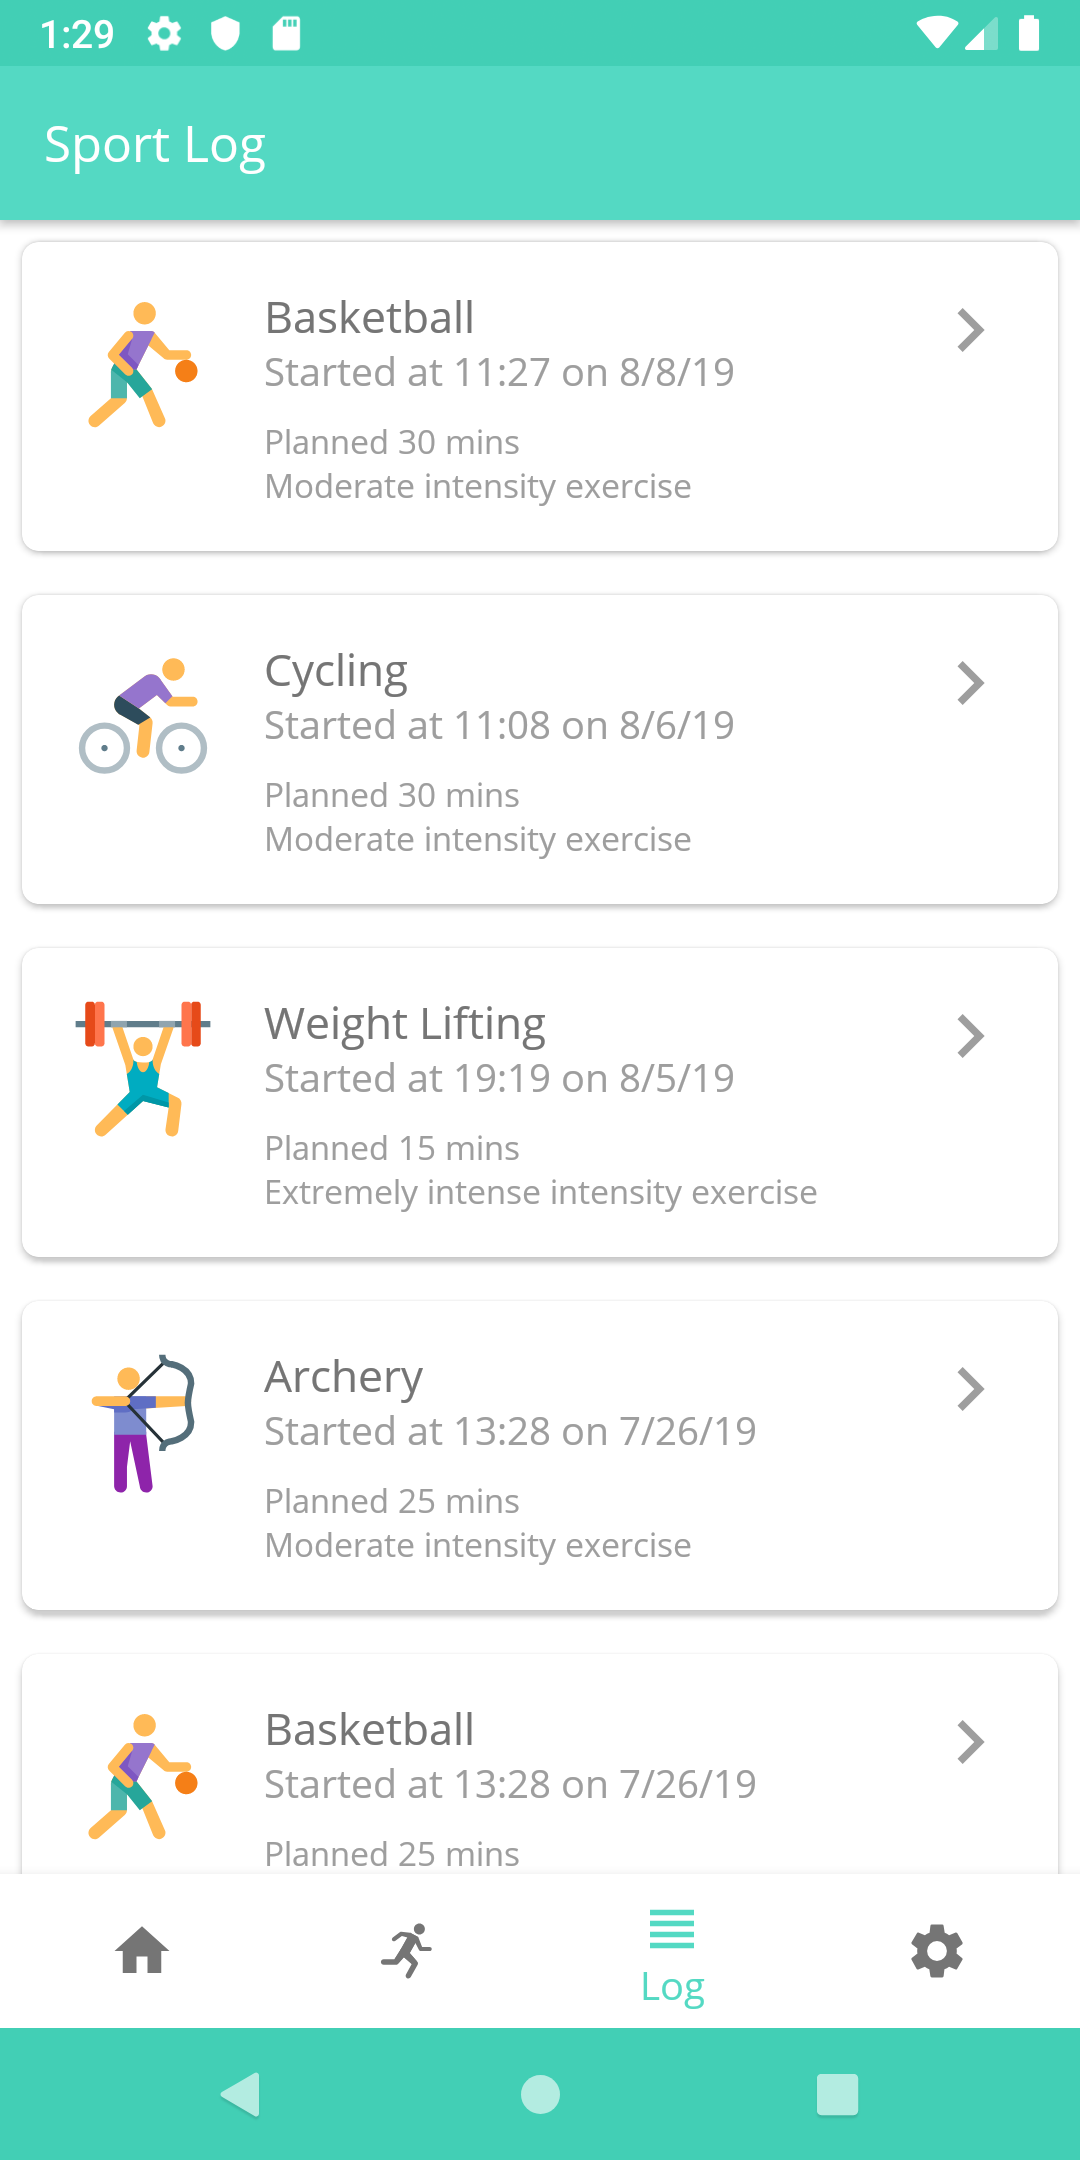 1:29
Sport Log
Basketball
Started at 11:27 on 8/8/19
Planned 30 mins
Moderate intensity exercise
Cycling
Started at 11:08 on 8/6/19
Planned 30 mins
Moderate intensity exercise
Weight Lifting
Started at 19:19 on 8/5/19
Planned 15 mins
Extremely intense intensity exercise
Archery
Started at 13:28 on 7/26/19
Planned 25 mins
Moderate intensity exercise
Basketball
Started at 13:28 on 7/26/19
Planned 25 mins
Log